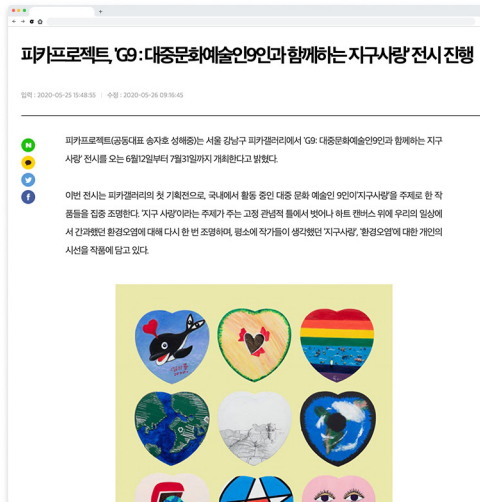 피카프로젝트, 'G9 : 대중문화예술인9인과 함께하는 지구사랑' 전시 진행
입력 : 2020-05-25 15:48:55 | 수정 : 2020-05-26 09:16:45
피카프로젝트(공동대표 송자호 성해중)는 서울 강남구 피카갤러리에서 'G9: 대중문화예술인9인과 함께하는 지구
사랑' 전시를 오는 6월12일부터 7월31일까지 개최한다고 밝혔다.
이번 전시는 피카갤러리의 첫 기획전으로, 국내에서 활동 중인 대중 문화 예술인 9인이'지구사랑'을 주제로 한 작
품들을 집중 조명한다. '지구 사랑'이라는 주제가 주는 고정 관념적 틀에서 벗어나 하트 캔버스 위에 우리의 일상에
서 간과했던 환경오염에 대해 다시 한 번 조명하며, 평소에 작가들이 생각했던 '지구사랑', '환경오염'에 대한 개인의
시선을 작품에 담고 있다.